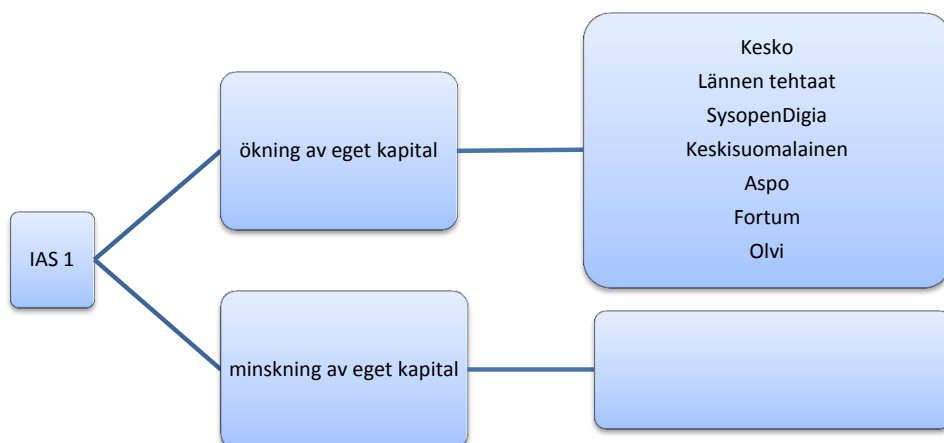 IAS 1
ökning av eget kapital
Kesko
Lännen tehtaat
SysopenDigia
Keskisuomalainen
Aspo
Fortum
Olvi
minskning av eget kapital